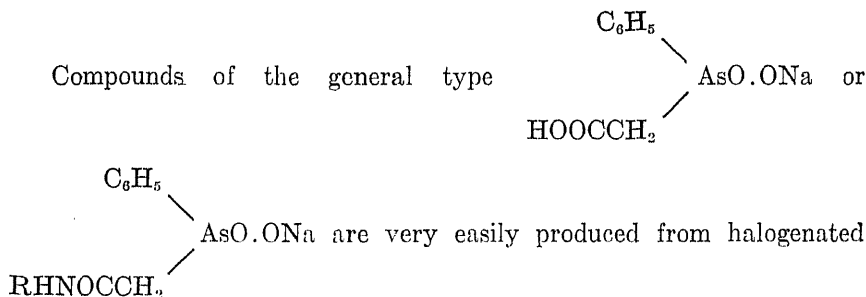 C₆H₅
Compounds of the general type AsO.ONa or
HOOCCH₂
C₆H₅
AsO.ONa are very easily produced from halogenated
RHNOCCH₂